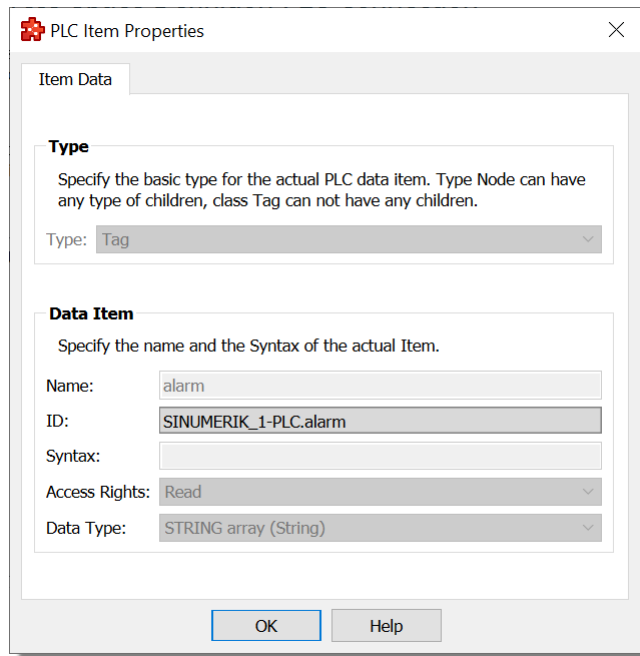 PLC Item Properties
Item Data
Type
Specify the basic type for the actual PLC data item. Type Node can have
any type of children, class Tag can not have any children.
Type: Tag
Data Item
Specify the name and the Syntax of the actual Item.
Name: alarm
ID: SINUMERIK_1-PLC.alarm
Syntax:
Access Rights: Read
Data Type: STRING array (String)
OK Help